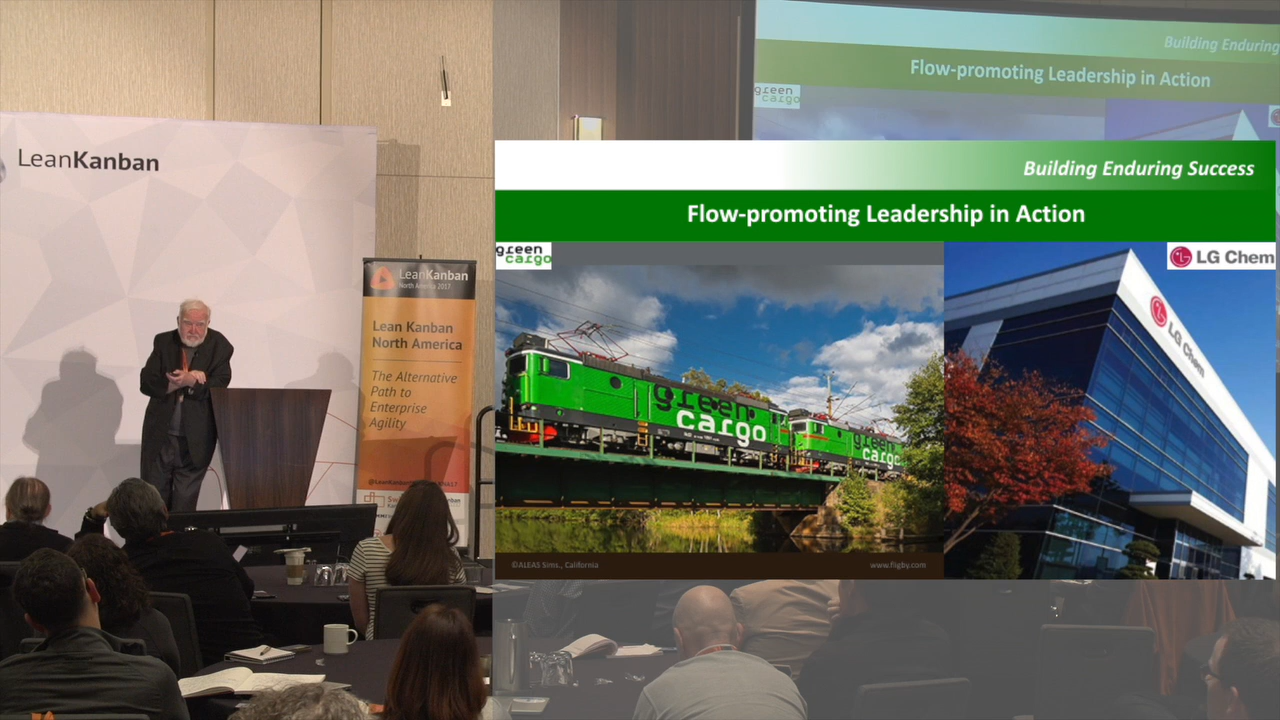 LeanKanban
LeanKanban
North America 2017
Lean Kanban
North America
The Alternative
Path to
Enterprise
Agility
Building Enduring
Flow-promoting Leadership in Action
green
cargo
Building Enduring Success
Flow-promoting Leadership in Action
green
cargo
LG Chem
green
cargo
green
cargo
LG Chem
©ALEAS Sims., California
www.fligby.com